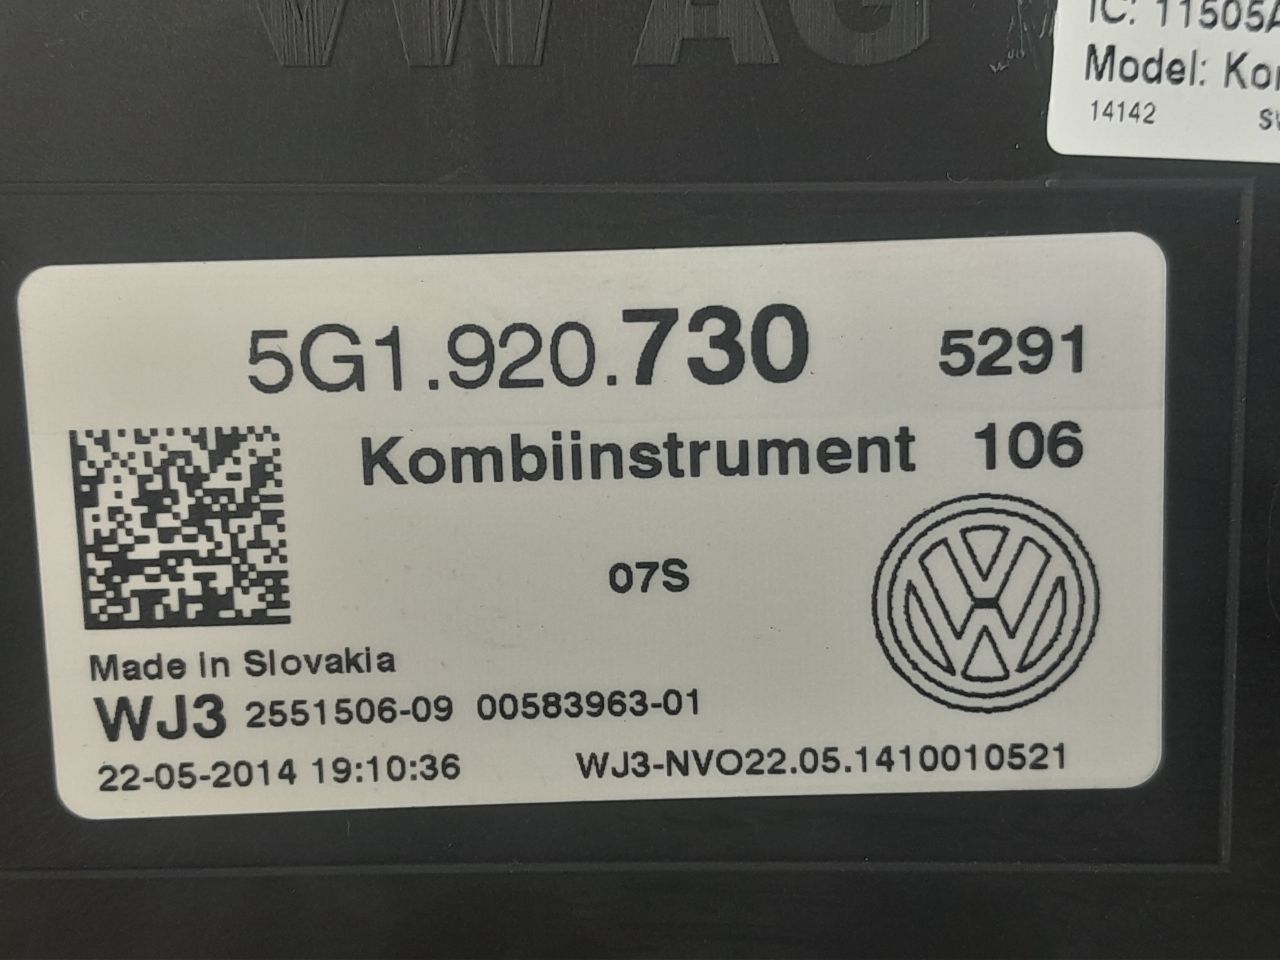 VW AG
IC: 11505A
Model: Kor
14142
5G1.920.730 5291
Kombiinstrument 106
07S
Made in Slovakia
WJ3 2551506-09 00583963-01
22-05-2014 19:10:36 WJ3-NVO22.05.1410010521